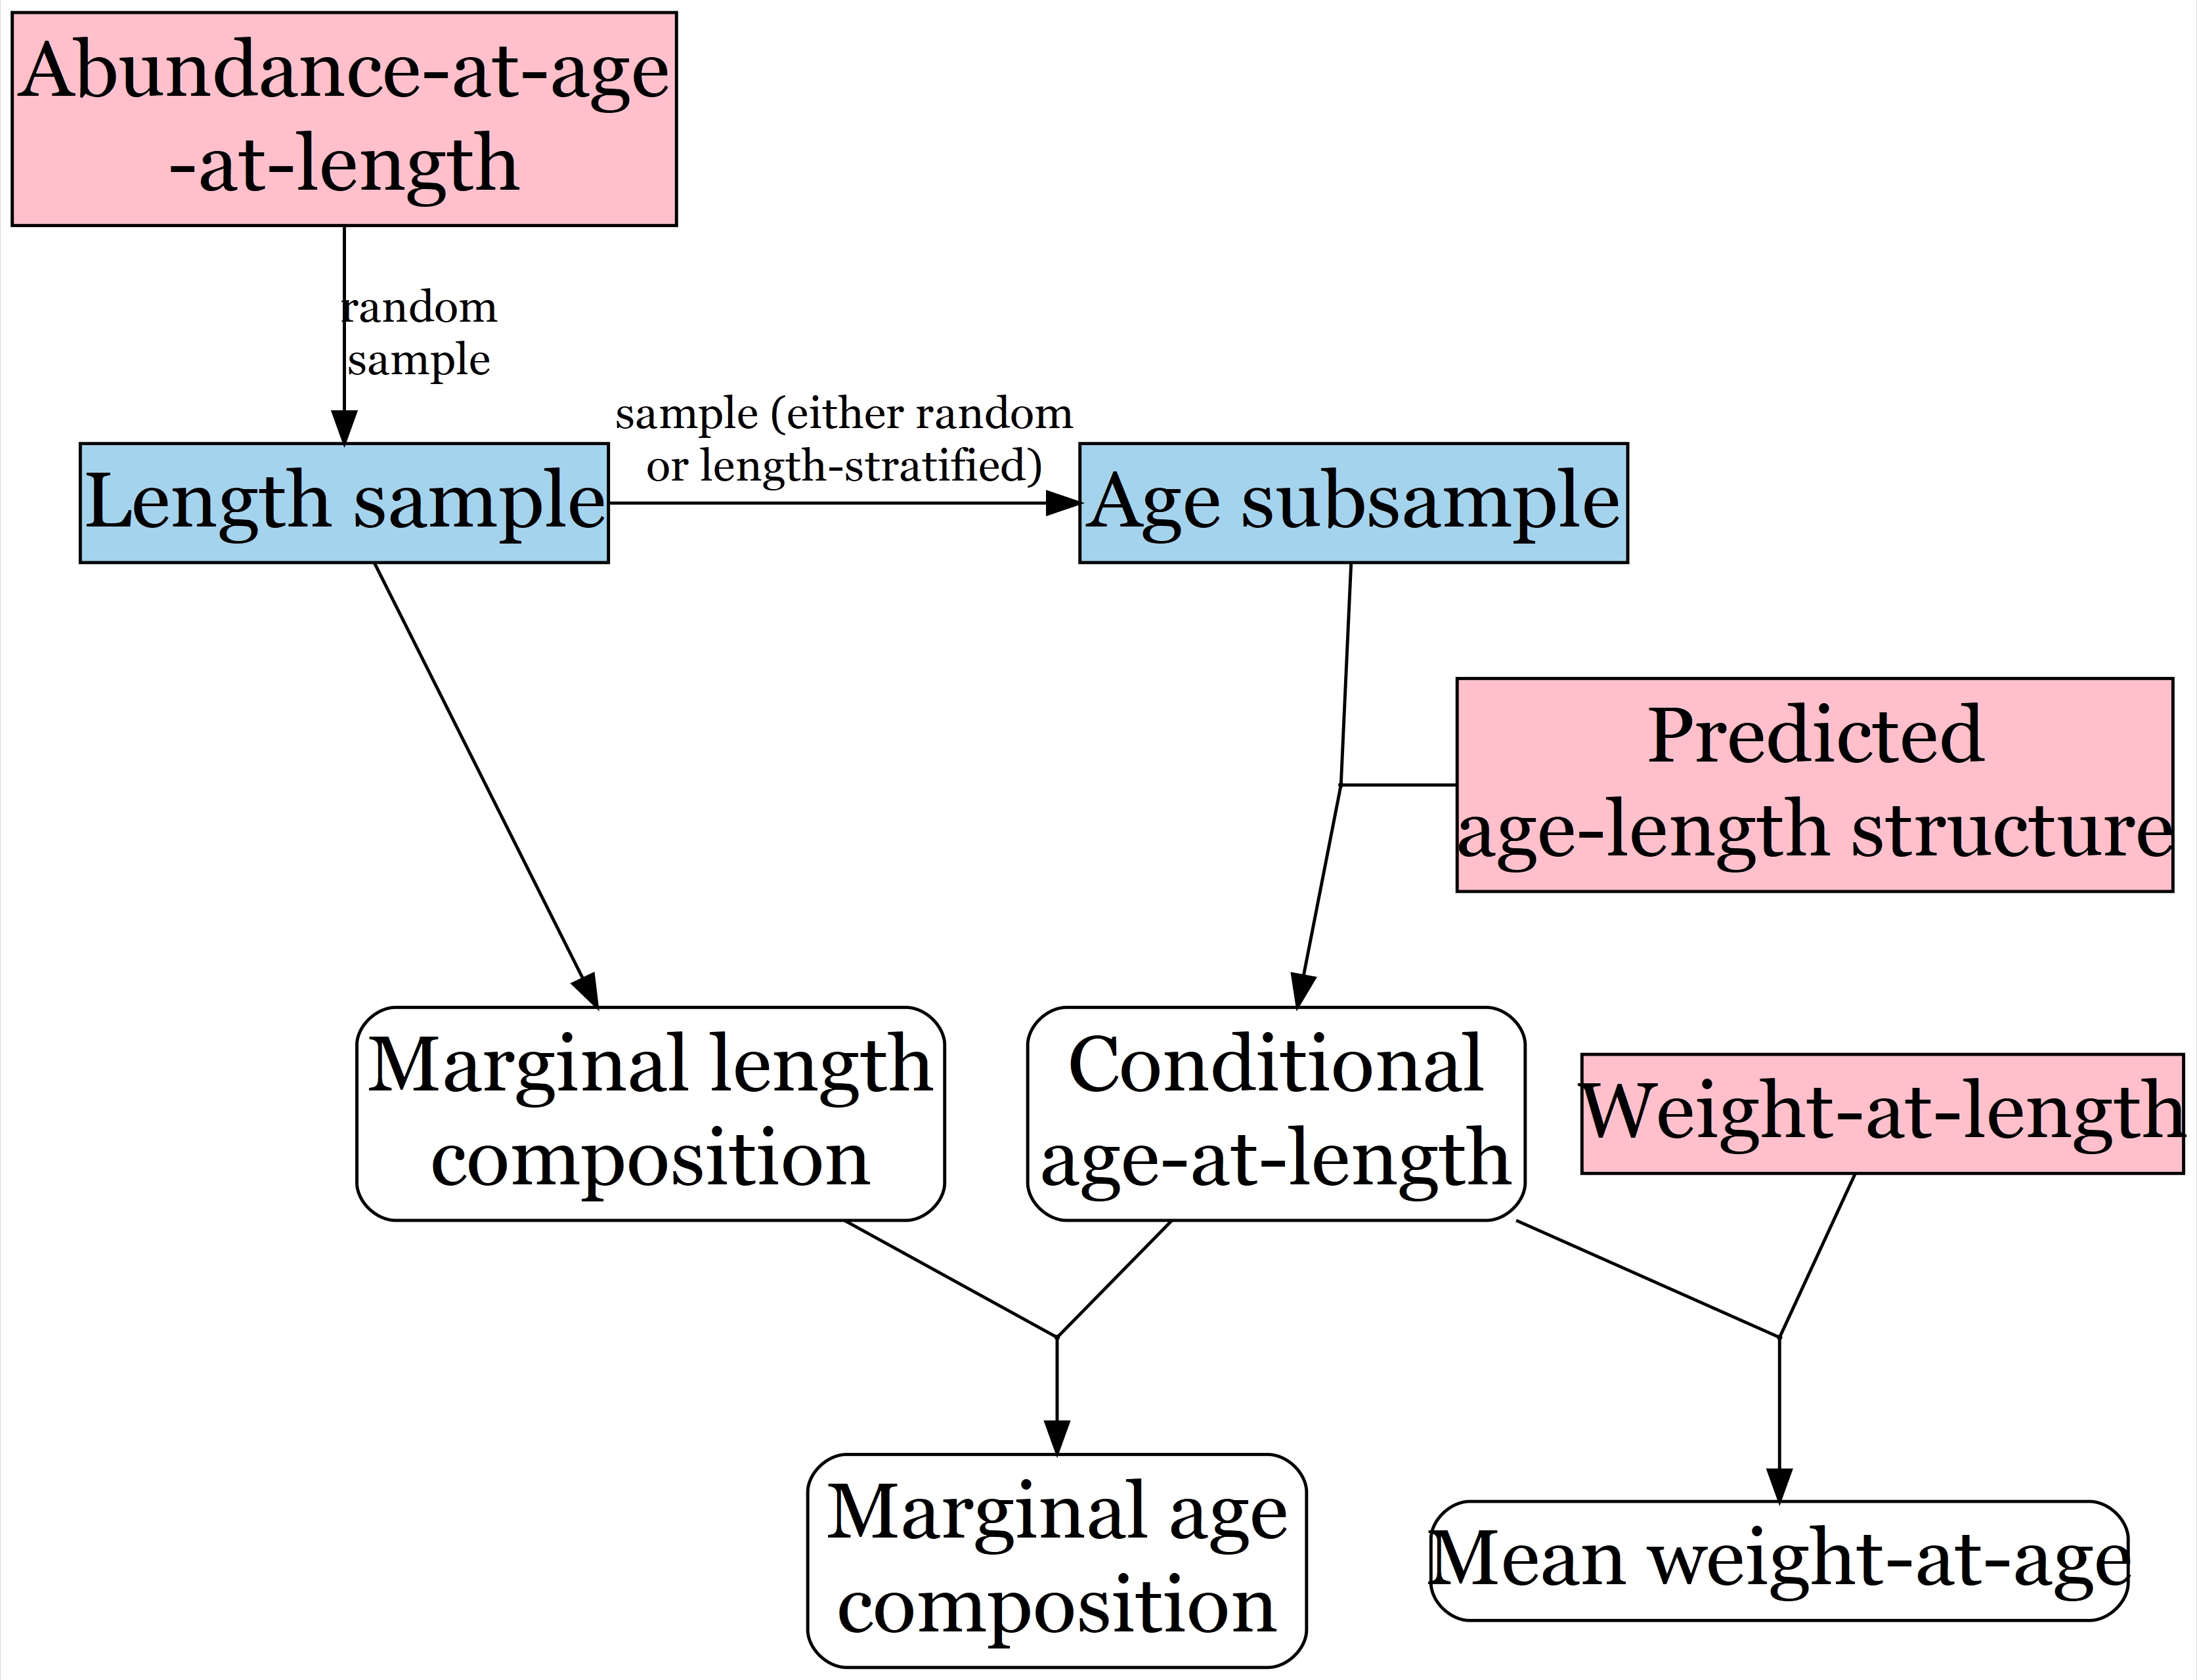 Abundance-at-age
-at-length
random
sample
sample (either random
or length-stratified)
Length sample
Age subsample
Predicted
age-length structure
Marginal length
composition
Conditional
age-at-length
Weight-at-length
Marginal age
composition
Mean weight-at-age